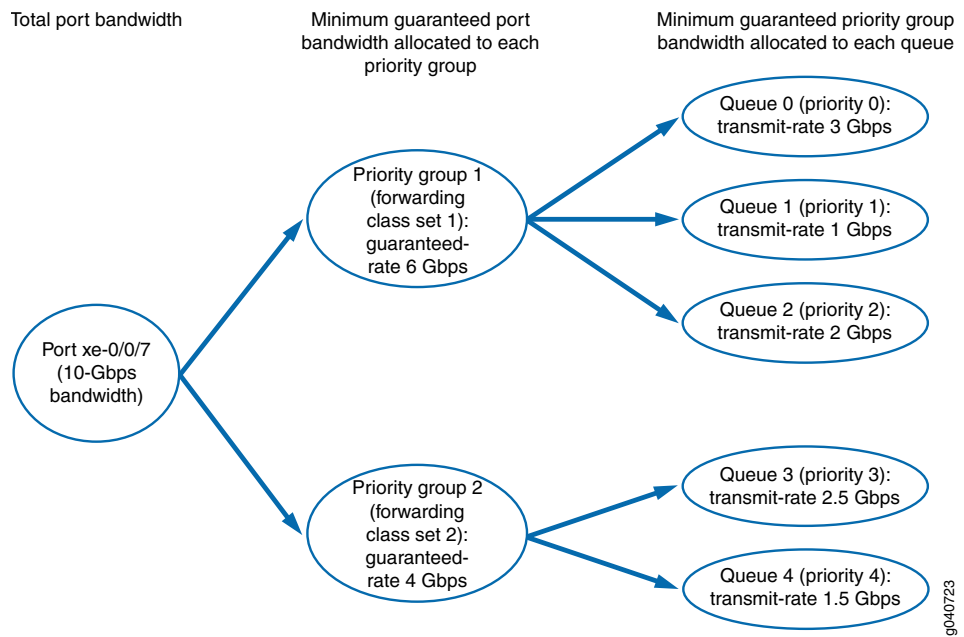 Total port bandwidth
Minimum guaranteed port
bandwidth allocated to each
priority group
Minimum guaranteed priority group
bandwidth allocated to each queue
Port xe-0/0/7
(10-Gbps
bandwidth)
Priority group 1
(forwarding
class set 1):
guaranteed-
rate 6 Gbps
Queue 0 (priority 0):
transmit-rate 3 Gbps
Queue 1 (priority 1):
transmit-rate 1 Gbps
Queue 2 (priority 2):
transmit-rate 2 Gbps
Priority group 2
(forwarding
class set 2):
guaranteed-
rate 4 Gbps
Queue 3 (priority 3):
transmit-rate 2.5 Gbps
Queue 4 (priority 4):
transmit-rate 1.5 Gbps
g040723